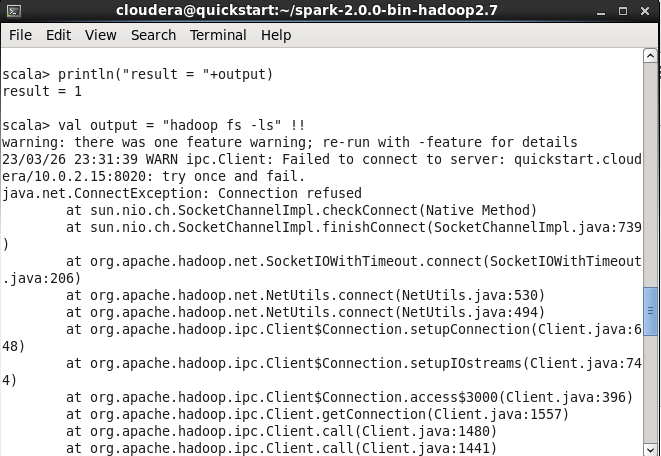 cloudera@quickstart:~/spark-2.0.0-bin-hadoop2.7
File Edit View Search Terminal Help
scala> println("result = "+output)
result = 1
scala> val output = "hadoop fs -ls" !!
warning: there was one feature warning; re-run with -feature for details
23/03/26 23:31:39 WARN ipc.Client: Failed to connect to server: quickstart.cloud
era/10.0.2.15:8020: try once and fail.
java.net.ConnectException: Connection refused
        at sun.nio.ch.SocketChannelImpl.checkConnect(Native Method)
        at sun.nio.ch.SocketChannelImpl.finishConnect(SocketChannelImpl.java:739
)
        at org.apache.hadoop.net.SocketIOWithTimeout.connect(SocketIOWithTimeout
.java:206)
        at org.apache.hadoop.net.NetUtils.connect(NetUtils.java:530)
        at org.apache.hadoop.net.NetUtils.connect(NetUtils.java:494)
        at org.apache.hadoop.ipc.Client$Connection.setupConnection(Client.java:6
48)
        at org.apache.hadoop.ipc.Client$Connection.setupIOstreams(Client.java:74
4)
        at org.apache.hadoop.ipc.Client$Connection.access$3000(Client.java:396)
        at org.apache.hadoop.ipc.Client.getConnection(Client.java:1557)
        at org.apache.hadoop.ipc.Client.call(Client.java:1480)
        at org.apache.hadoop.ipc.Client.call(Client.java:1441)